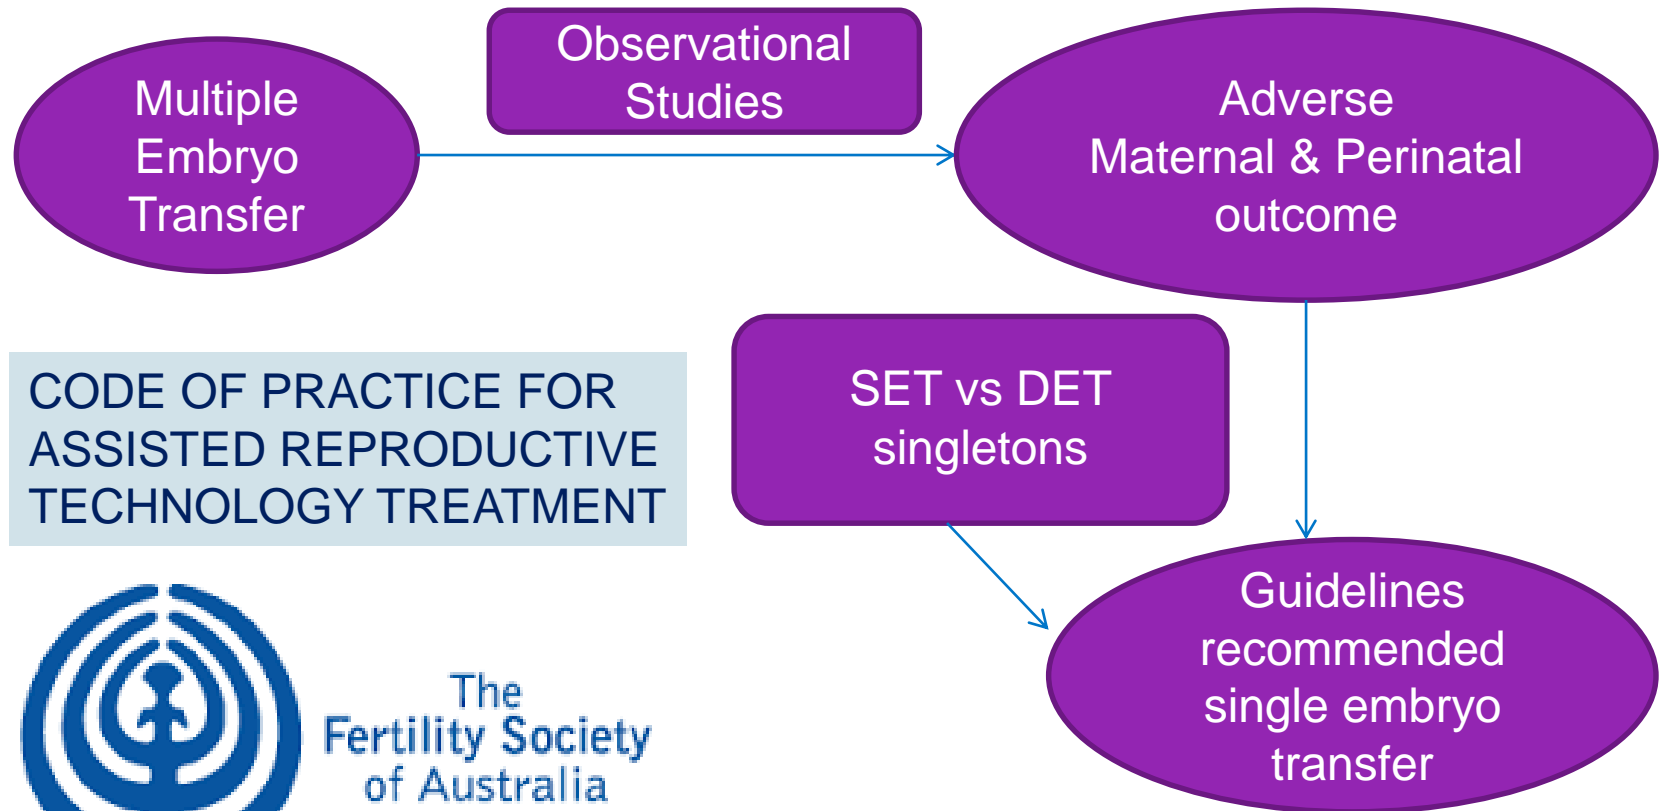 Multiple
Embryo
Transfer
Observational
Studies
Adverse
Maternal & Perinatal
outcome
SET vs DET
singletons
CODE OF PRACTICE FOR
ASSISTED REPRODUCTIVE
TECHNOLOGY TREATMENT
Guidelines
recommended
single embryo
transfer
The
Fertility Society
of Australia